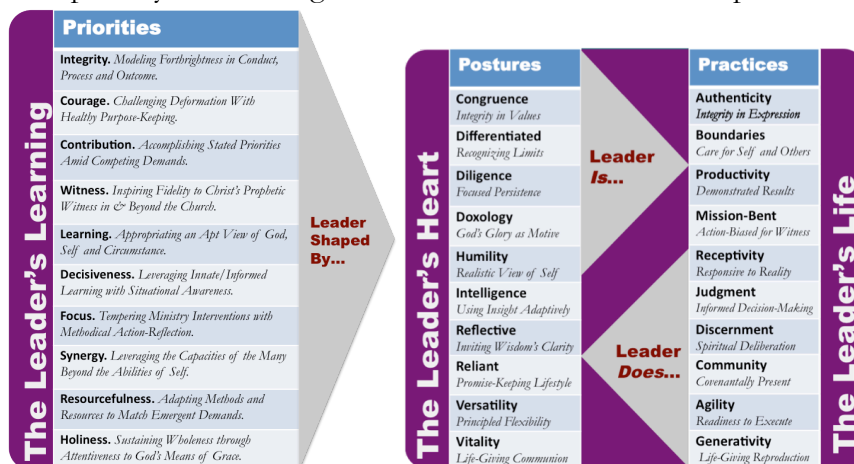 Priorities
The Leader's Learning
Integrity. Modeling Forthrightness in Conduct,
Process and Outcome.
Courage. Challenging Deformation With
Healthy Purpose-Keeping.
Contribution. Accomplishing Stated Priorities
Amid Competing Demands.
Witness. Inspiring Fidelity to Christ's Prophetic
Witness in & Beyond the Church.
Learning. Appropriating an Apt View of God,
Self and Circumstance.
Decisiveness. Leveraging Innate/Informed
Learning with Situational Awareness.
Focus. Tempering Ministry Interventions with
Methodical Action-Reflection.
Synergy. Leveraging the Capacities of the Many
Beyond the Abilities of Self.
Resourcefulness. Adapting Methods and
Resources to Match Emergent Demands.
Holiness. Sustaining Wholeness through
Attentiveness to God's Means of Grace.
Leader
Shaped
By...
The Leader's Heart
Postures
Congruence
Integrity in Values
Differentiated
Recognizing Limits
Diligence
Focused Persistence
Doxology
God's Glory as Motive
Humility
Realistic View of Self
Intelligence
Using Insight Adaptively
Reflective
Inviting Wisdom's Clarity
Reliant
Promise-Keeping Lifestyle
Versatility
Principled Flexibility
Vitality
Life-Giving Communion
Leader
Is...
Leader
Does...
Practices
Authenticity
Integrity in Expression
Boundaries
Care for Self and Others
Productivity
Demonstrated Results
Mission-Bent
Action-Biased for Witness
Receptivity
Responsive to Reality
Judgment
Informed Decision-Making
Discernment
Spiritual Deliberation
Community
Covenantally Present
Agility
Readiness to Execute
Generativity
Life-Giving Reproduction
The Leader's Life